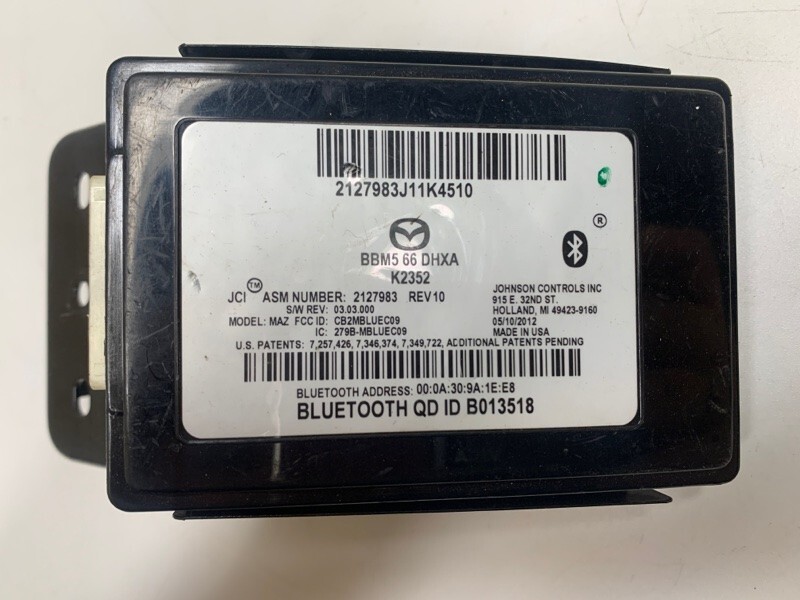 2127983J11K4510
®
BBM5 66 DHXA
K2352
JCI™ ASM NUMBER: 2127983 REV10
S/W REV: 03.03.000
MODEL: MAZ FCC ID: CB2MBLUEC09
IC: 279B-MBLUEC09
JOHNSON CONTROLS INC
915 E. 32ND ST.
HOLLAND, MI 49423-9160
05/10/2012
MADE IN USA
U.S. PATENTS: 7,257,426, 7,346,374, 7,349,722, ADDITIONAL PATENTS PENDING
BLUETOOTH ADDRESS: 00:0A:30:9A:1E:E8
BLUETOOTH QD ID B013518